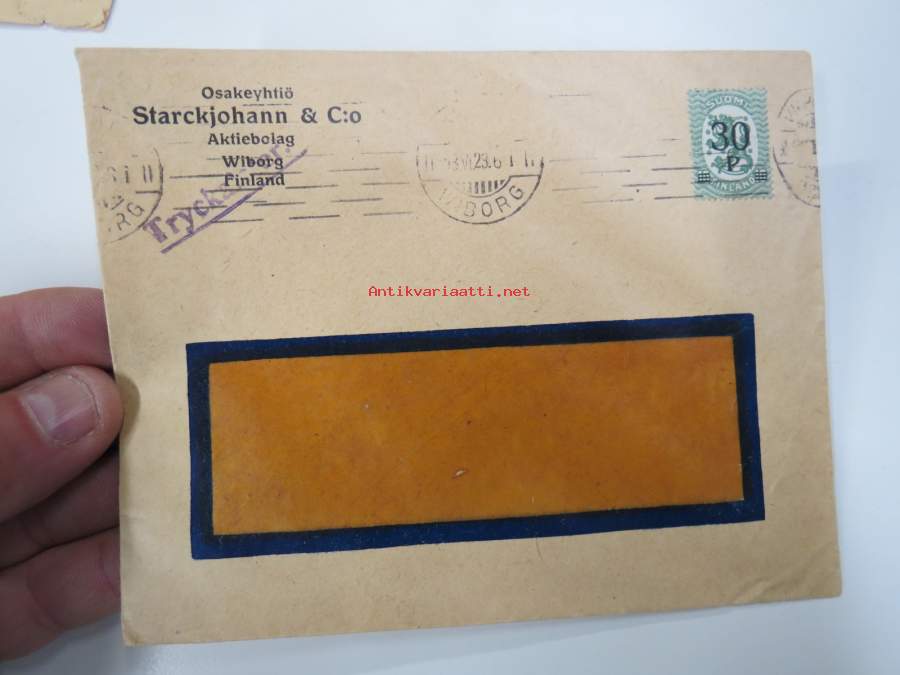 Osakeyhtiö
Starckjohann & C:o
Aktiebolag
Wiborg
Finland
SUOMI
30
P
FINLAND
WIBORG
Antikvariaatti.net